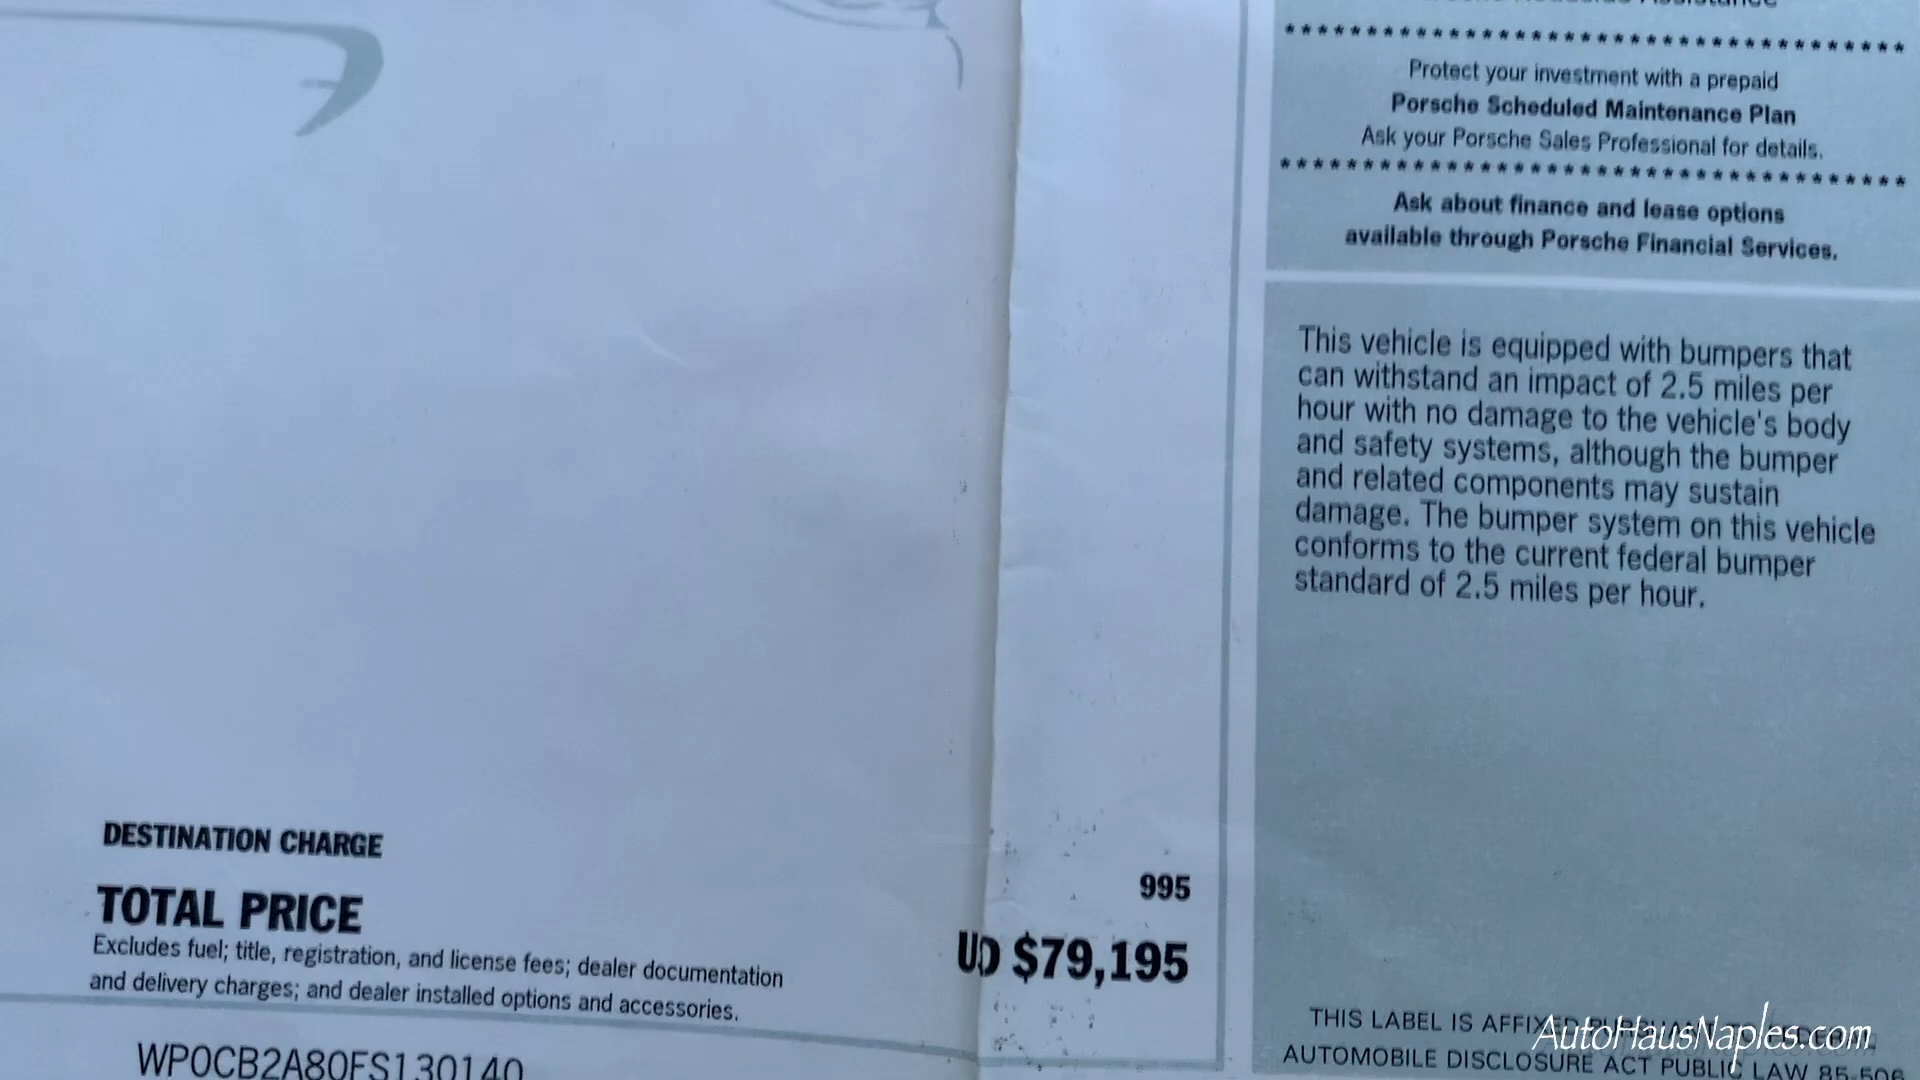 Protect your investment with a prepaid
Porsche Scheduled Maintenance Plan
Ask your Porsche Sales Professional for details.
Ask about finance and lease options
available through Porsche Financial Services.
This vehicle is equipped with bumpers that
can withstand an impact of 2.5 miles per
hour with no damage to the vehicle's body
and safety systems, although the bumper
and related components may sustain
damage. The bumper system on this vehicle
conforms to the current federal bumper
standard of 2.5 miles per hour.
DESTINATION CHARGE 995
TOTAL PRICE $79,195
Excludes fuel; title, registration, and license fees; dealer documentation
and delivery charges; and dealer installed options and accessories.
WP0CB2A80FS130140
THIS LABEL IS AFFIXED
AUTOMOBILE DISCLOSURE ACT PUBLIC LAW 85-506
AutoHausNaples.com